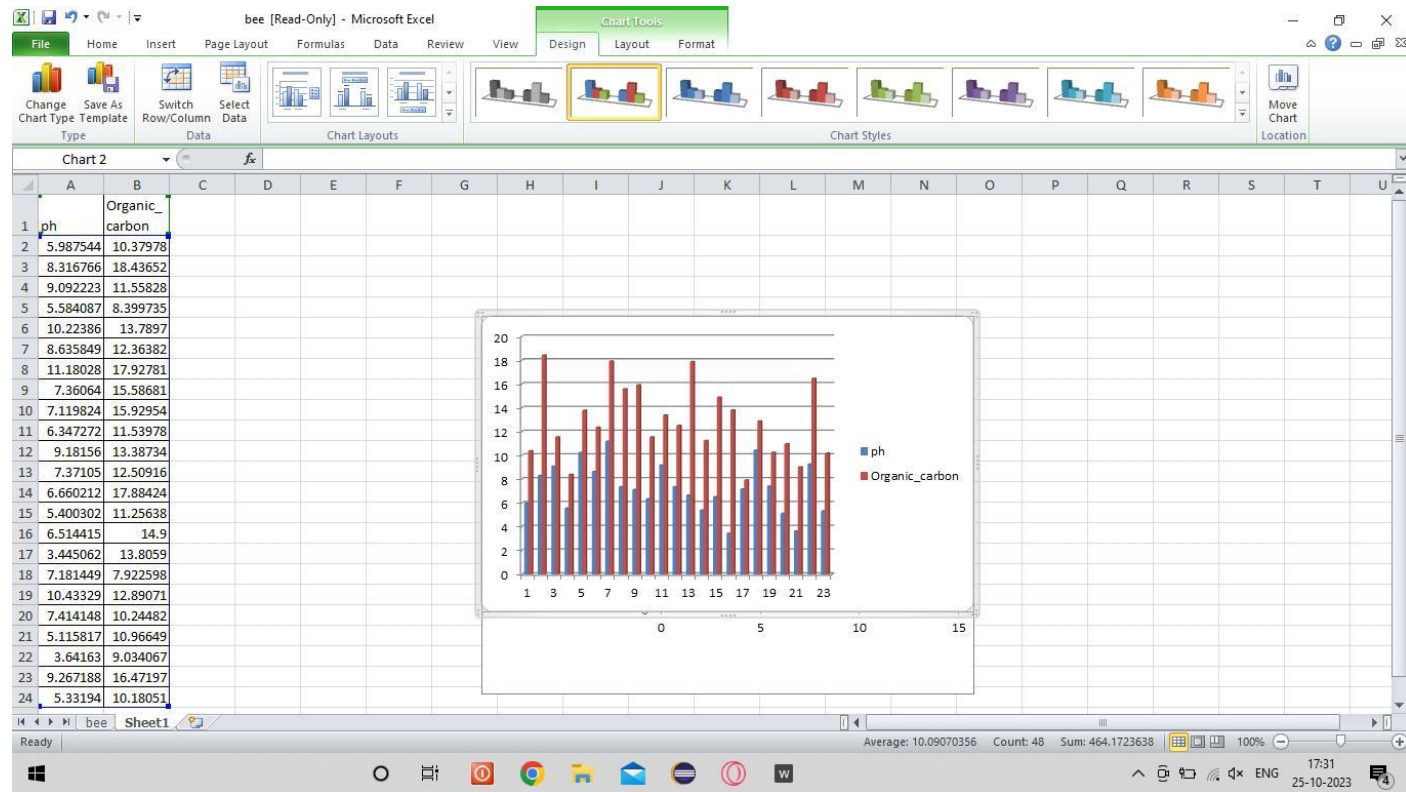 bee [Read-Only] - Microsoft Excel
Chart Tools
File Home Insert Page Layout Formulas Data Review View Design Layout Format
Change Chart Type
Save As Template
Switch Row/Column
Select Data
Move Chart
Type Data Chart Layouts Chart Styles Location
Chart 2 fx
A B C D E F G H I J K L M N O P Q R S T U
1 ph Organic_
carbon
2 5.987544 10.37978
3 8.316766 18.43652
4 9.092223 11.55828
5 5.584087 8.399735
6 10.22386 13.7897
7 8.635849 12.36382
8 11.18028 17.92781
9 7.36064 15.58681
10 7.119824 15.92954
11 6.347272 11.53978
12 9.18156 13.38734
13 7.37105 12.50916
14 6.660212 17.88424
15 5.400302 11.25638
16 6.514415 14.9
17 3.445062 13.8059
18 7.181449 7.922598
19 10.43329 12.89071
20 7.414148 10.24482
21 5.115817 10.96649
22 3.64163 9.034067
23 9.267188 16.47197
24 5.33194 10.18051
20
18
16
14
12
10
8
6
4
2
0
1 3 5 7 9 11 13 15 17 19 21 23
ph
Organic_carbon
0 5 10 15
bee Sheet1
Ready Average: 10.09070356 Count: 48 Sum: 464.1723638 100%
W
ENG
17:31
25-10-2023
4